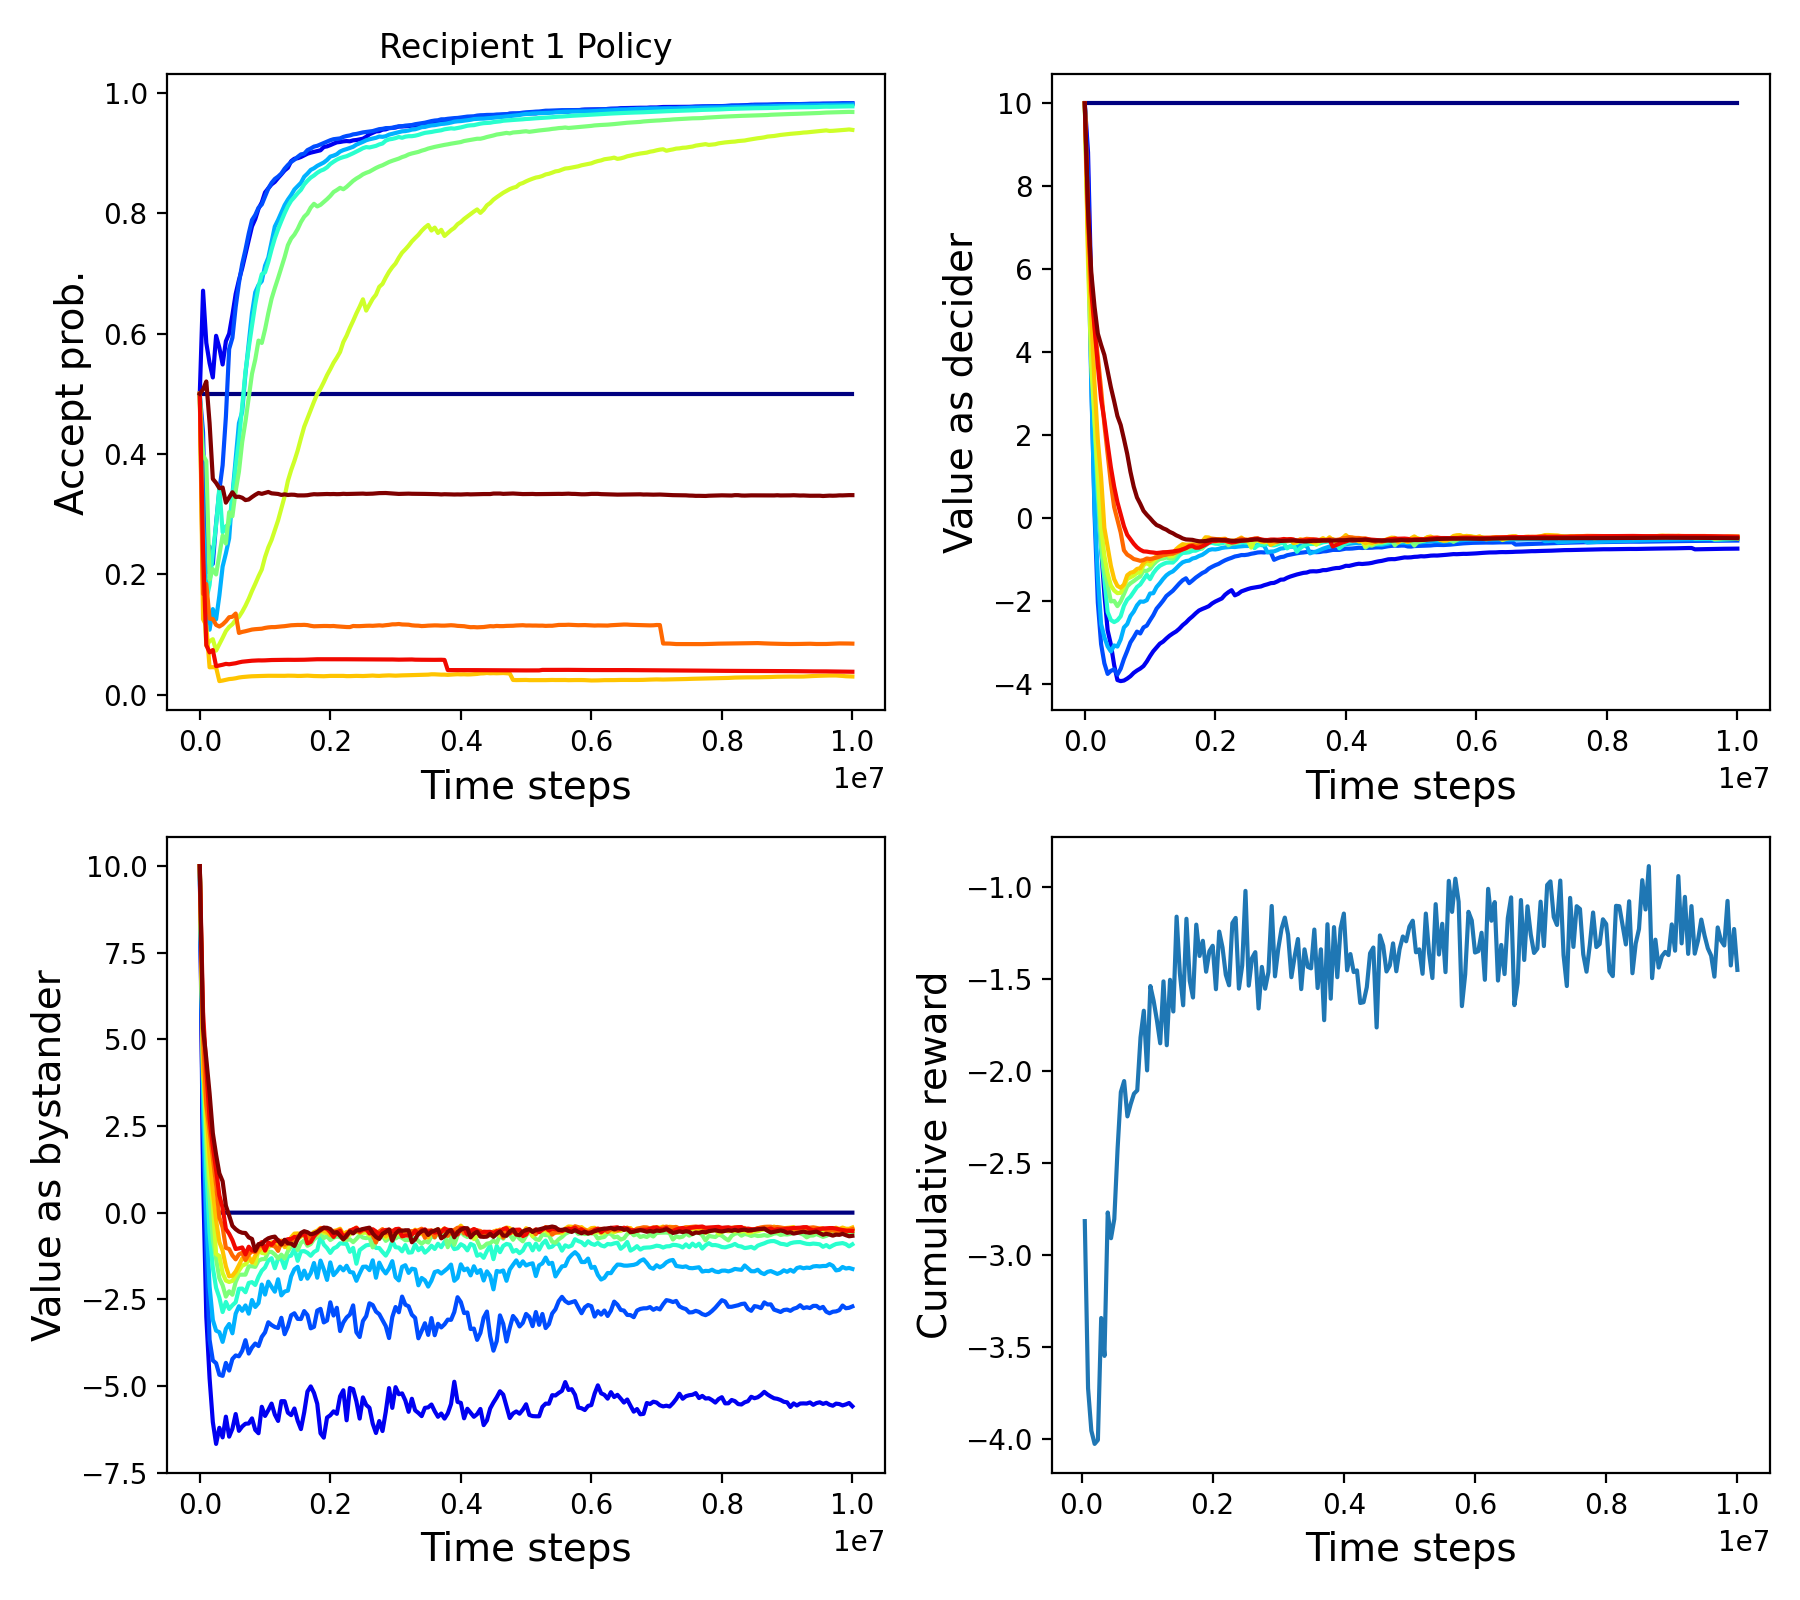 Recipient 1 Policy
Accept prob.
1.0
0.8
0.6
0.4
0.2
0.0
0.0 0.2 0.4 0.6 0.8 1.0
1e7
Time steps
Value as decider
10
8
6
4
2
0
−2
−4
0.0 0.2 0.4 0.6 0.8 1.0
1e7
Time steps
Value as bystander
10.0
7.5
5.0
2.5
0.0
−2.5
−5.0
−7.5
0.0 0.2 0.4 0.6 0.8 1.0
1e7
Time steps
Cumulative reward
−1.0
−1.5
−2.0
−2.5
−3.0
−3.5
−4.0
0.0 0.2 0.4 0.6 0.8 1.0
1e7
Time steps